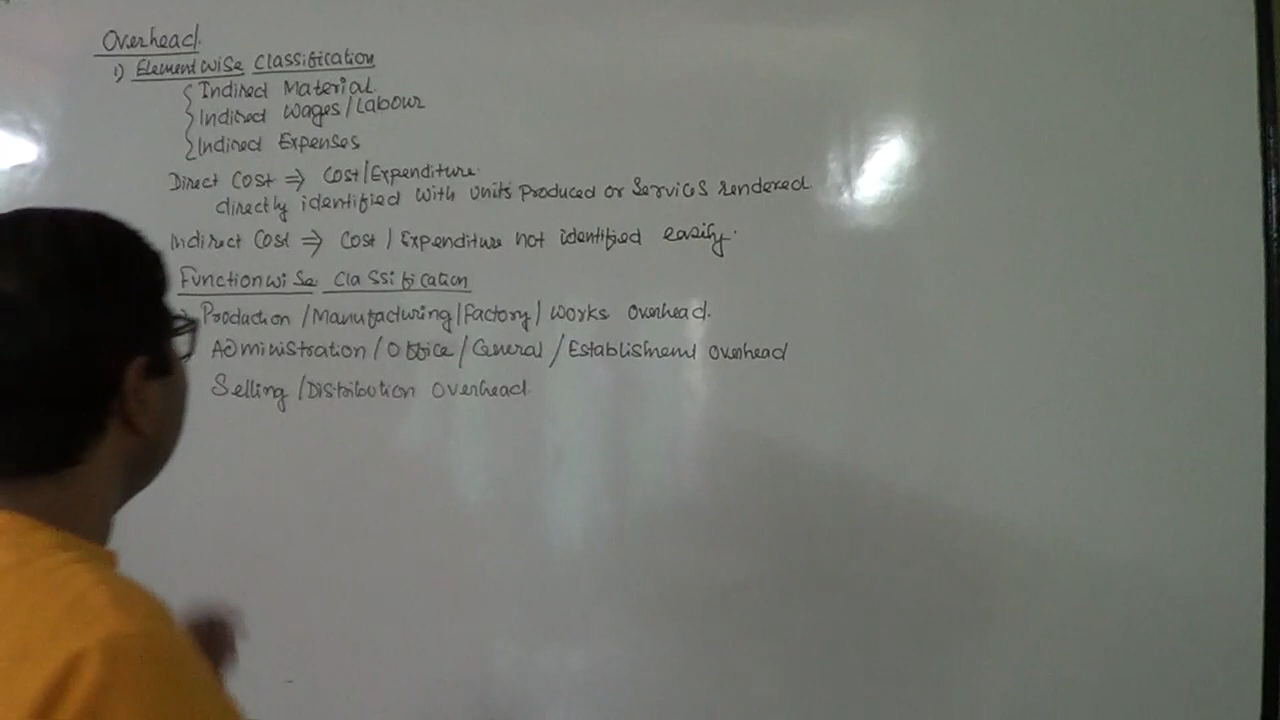 Overhead.
1) Elementwise Classification
Indirect Material.
Indirect Wages/Labour
Indirect Expenses
Direct Cost ⇒ Cost/Expenditure.
directly identified with units produced or services rendered.
Indirect Cost ⇒ Cost / Expenditure not identified easily.
Functionwise Classification
Production /Manufacturing/Factory/ Works overhead.
Administration / Office / General / Establishment overhead
Selling /Distribution overhead